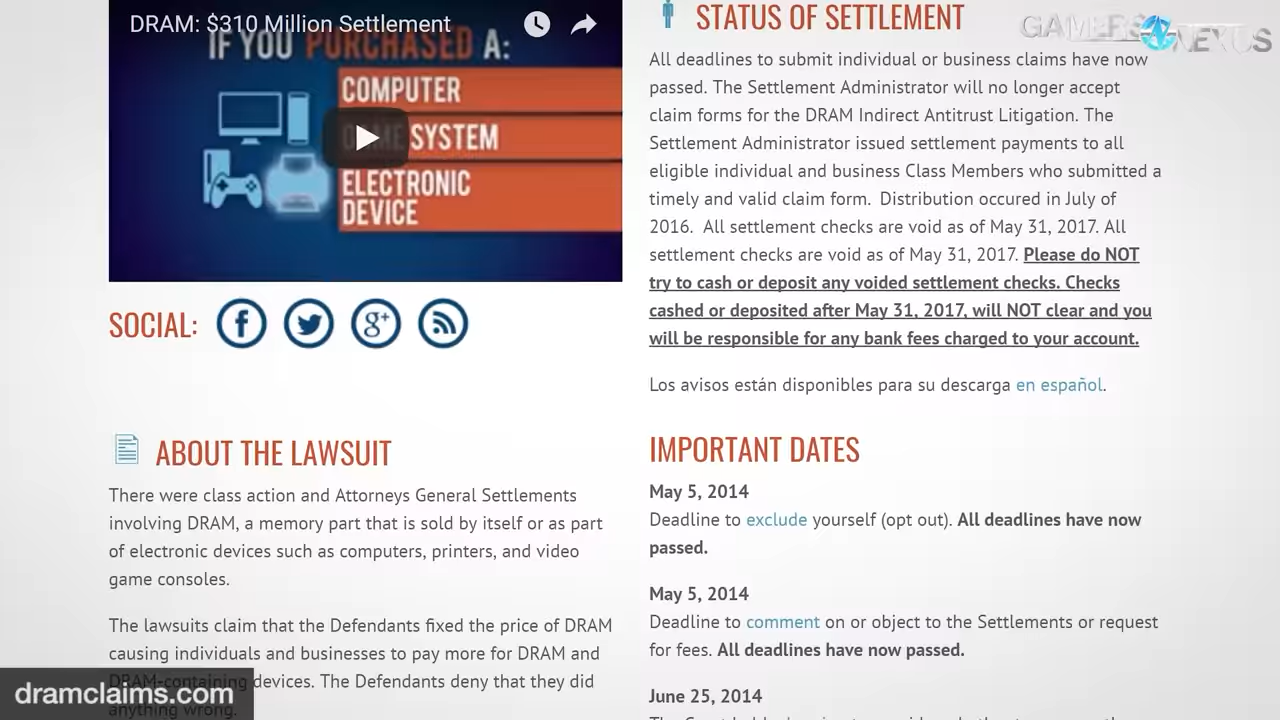 DRAM: $310 Million Settlement
IF YOU PURCHASED A:
COMPUTER
GAME SYSTEM
ELECTRONIC
DEVICE
SOCIAL:
ABOUT THE LAWSUIT
There were class action and Attorneys General Settlements
involving DRAM, a memory part that is sold by itself or as part
of electronic devices such as computers, printers, and video
game consoles.
The lawsuits claim that the Defendants fixed the price of DRAM
causing individuals and businesses to pay more for DRAM and
DRAM-containing devices. The Defendants deny that they did
anything wrong.
dramclaims.com
GAMERS NEXUS
STATUS OF SETTLEMENT
All deadlines to submit individual or business claims have now
passed. The Settlement Administrator will no longer accept
claim forms for the DRAM Indirect Antitrust Litigation. The
Settlement Administrator issued settlement payments to all
eligible individual and business Class Members who submitted a
timely and valid claim form.  Distribution occured in July of
2016.  All settlement checks are void as of May 31, 2017. All
settlement checks are void as of May 31, 2017. Please do NOT
try to cash or deposit any voided settlement checks. Checks
cashed or deposited after May 31, 2017, will NOT clear and you
will be responsible for any bank fees charged to your account.
Los avisos están disponibles para su descarga en español.
IMPORTANT DATES
May 5, 2014
Deadline to exclude yourself (opt out). All deadlines have now
passed.
May 5, 2014
Deadline to comment on or object to the Settlements or request
for fees. All deadlines have now passed.
June 25, 2014